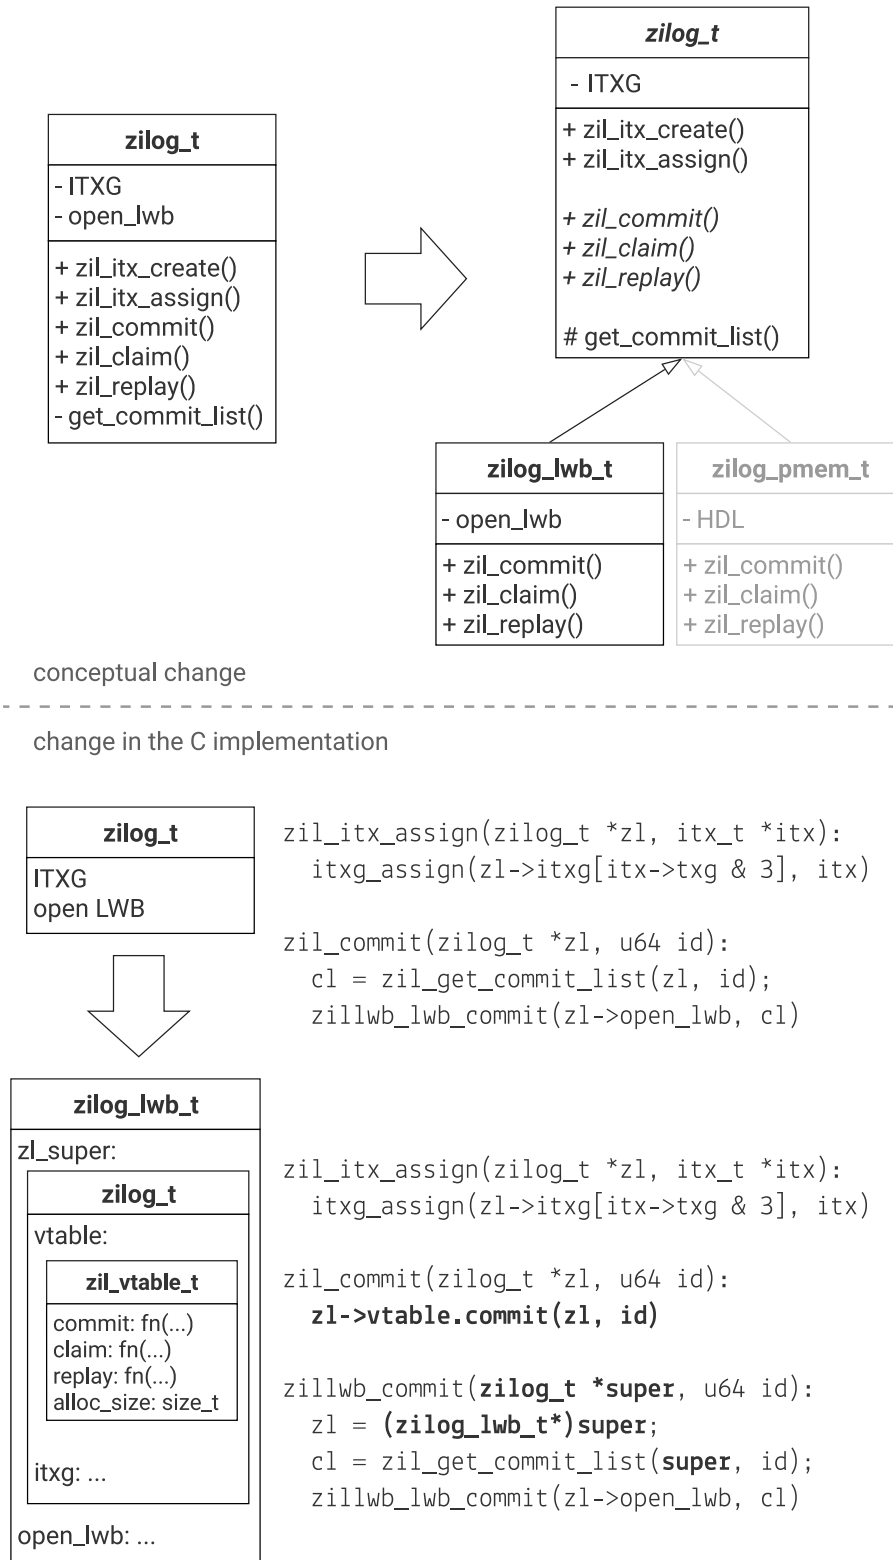 zilog_t
- ITXG
- open_lwb
+ zil_itx_create()
+ zil_itx_assign()
+ zil_commit()
+ zil_claim()
+ zil_replay()
- get_commit_list()
zilog_t
- ITXG
+ zil_itx_create()
+ zil_itx_assign()
+ zil_commit()
+ zil_claim()
+ zil_replay()
# get_commit_list()
zilog_lwb_t
- open_lwb
+ zil_commit()
+ zil_claim()
+ zil_replay()
zilog_pmem_t
- HDL
+ zil_commit()
+ zil_claim()
+ zil_replay()
conceptual change
change in the C implementation
zilog_t
ITXG
open LWB
zil_itx_assign(zilog_t *zl, itx_t *itx):
itxg_assign(zl->itxg[itx->txg & 3], itx)
zil_commit(zilog_t *zl, u64 id):
cl = zil_get_commit_list(zl, id);
zillwb_lwb_commit(zl->open_lwb, cl)
zilog_lwb_t
zl_super:
zilog_t
vtable:
zil_vtable_t
commit: fn(...)
claim: fn(...)
replay: fn(...)
alloc_size: size_t
itxg: ...
open_lwb: ...
zil_itx_assign(zilog_t *zl, itx_t *itx):
itxg_assign(zl->itxg[itx->txg & 3], itx)
zil_commit(zilog_t *zl, u64 id):
zl->vtable.commit(zl, id)
zillwb_commit(zilog_t *super, u64 id):
zl = (zilog_lwb_t*)super;
cl = zil_get_commit_list(super, id);
zillwb_lwb_commit(zl->open_lwb, cl)